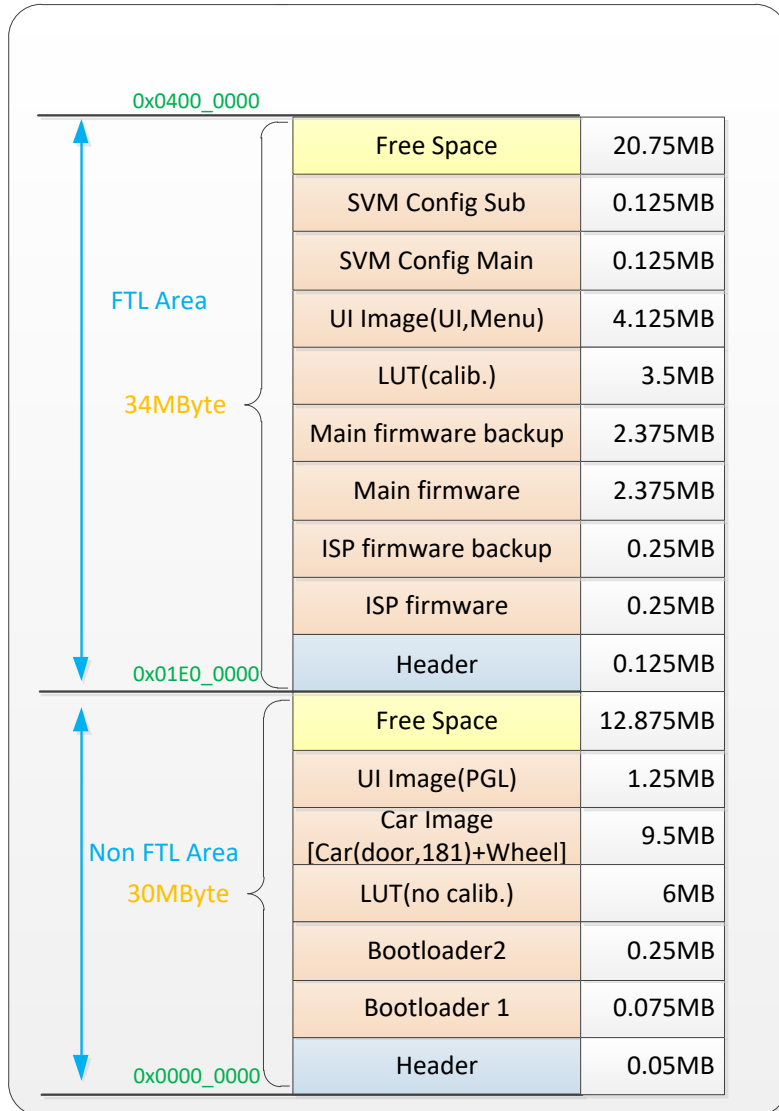 0x0400_0000
Free Space 20.75MB
SVM Config Sub 0.125MB
SVM Config Main 0.125MB
FTL Area
UI Image(UI,Menu) 4.125MB
LUT(calib.) 3.5MB
34MByte
Main firmware backup 2.375MB
Main firmware 2.375MB
ISP firmware backup 0.25MB
ISP firmware 0.25MB
Header 0.125MB
0x01E0_0000
Free Space 12.875MB
UI Image(PGL) 1.25MB
Car Image
[Car(door,181)+Wheel] 9.5MB
Non FTL Area
30MByte
LUT(no calib.) 6MB
Bootloader2 0.25MB
Bootloader 1 0.075MB
Header 0.05MB
0x0000_0000